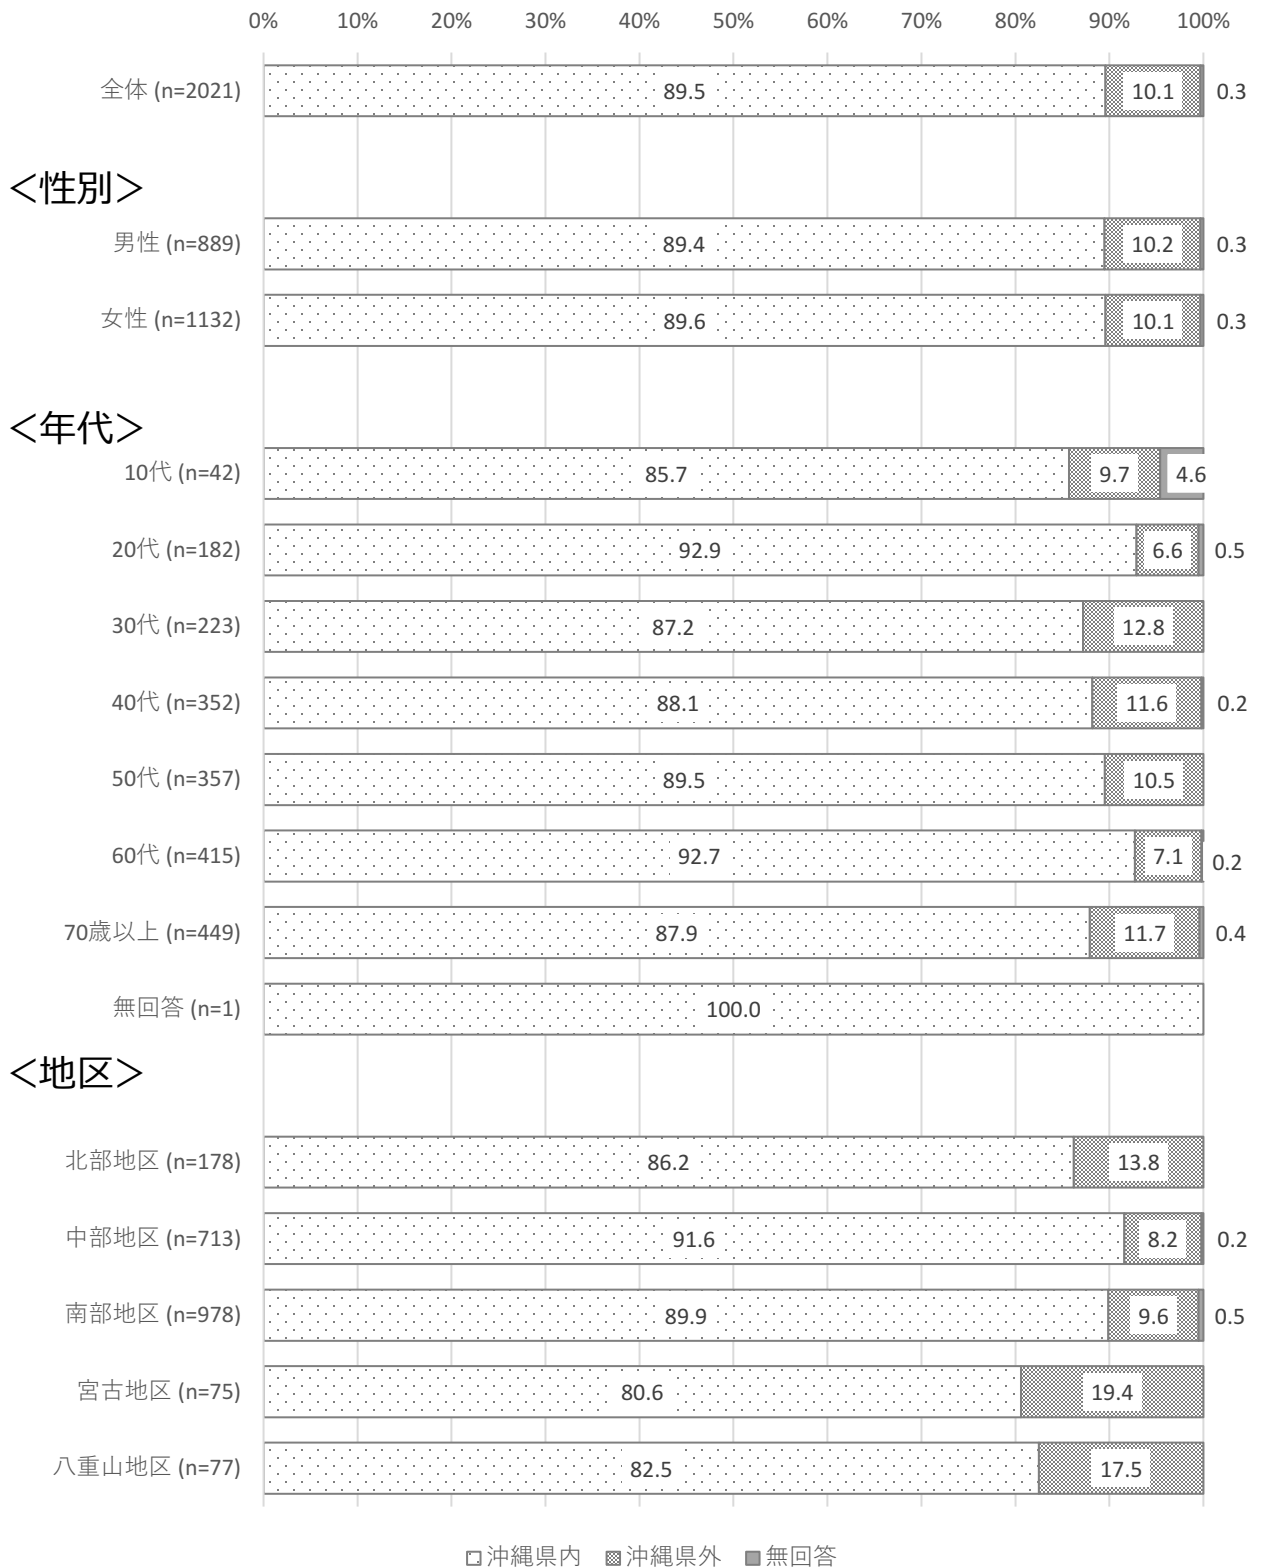 0% 10% 20% 30% 40% 50% 60% 70% 80% 90% 100%
全体 (n=2021) 89.5 10.1 0.3
＜性別＞
男性 (n=889) 89.4 10.2 0.3
女性 (n=1132) 89.6 10.1 0.3
＜年代＞
10代 (n=42) 85.7 9.7 4.6
20代 (n=182) 92.9 6.6 0.5
30代 (n=223) 87.2 12.8
40代 (n=352) 88.1 11.6 0.2
50代 (n=357) 89.5 10.5
60代 (n=415) 92.7 7.1 0.2
70歳以上 (n=449) 87.9 11.7 0.4
無回答 (n=1) 100.0
＜地区＞
北部地区 (n=178) 86.2 13.8
中部地区 (n=713) 91.6 8.2 0.2
南部地区 (n=978) 89.9 9.6 0.5
宮古地区 (n=75) 80.6 19.4
八重山地区 (n=77) 82.5 17.5
沖縄県内 沖縄県外 無回答